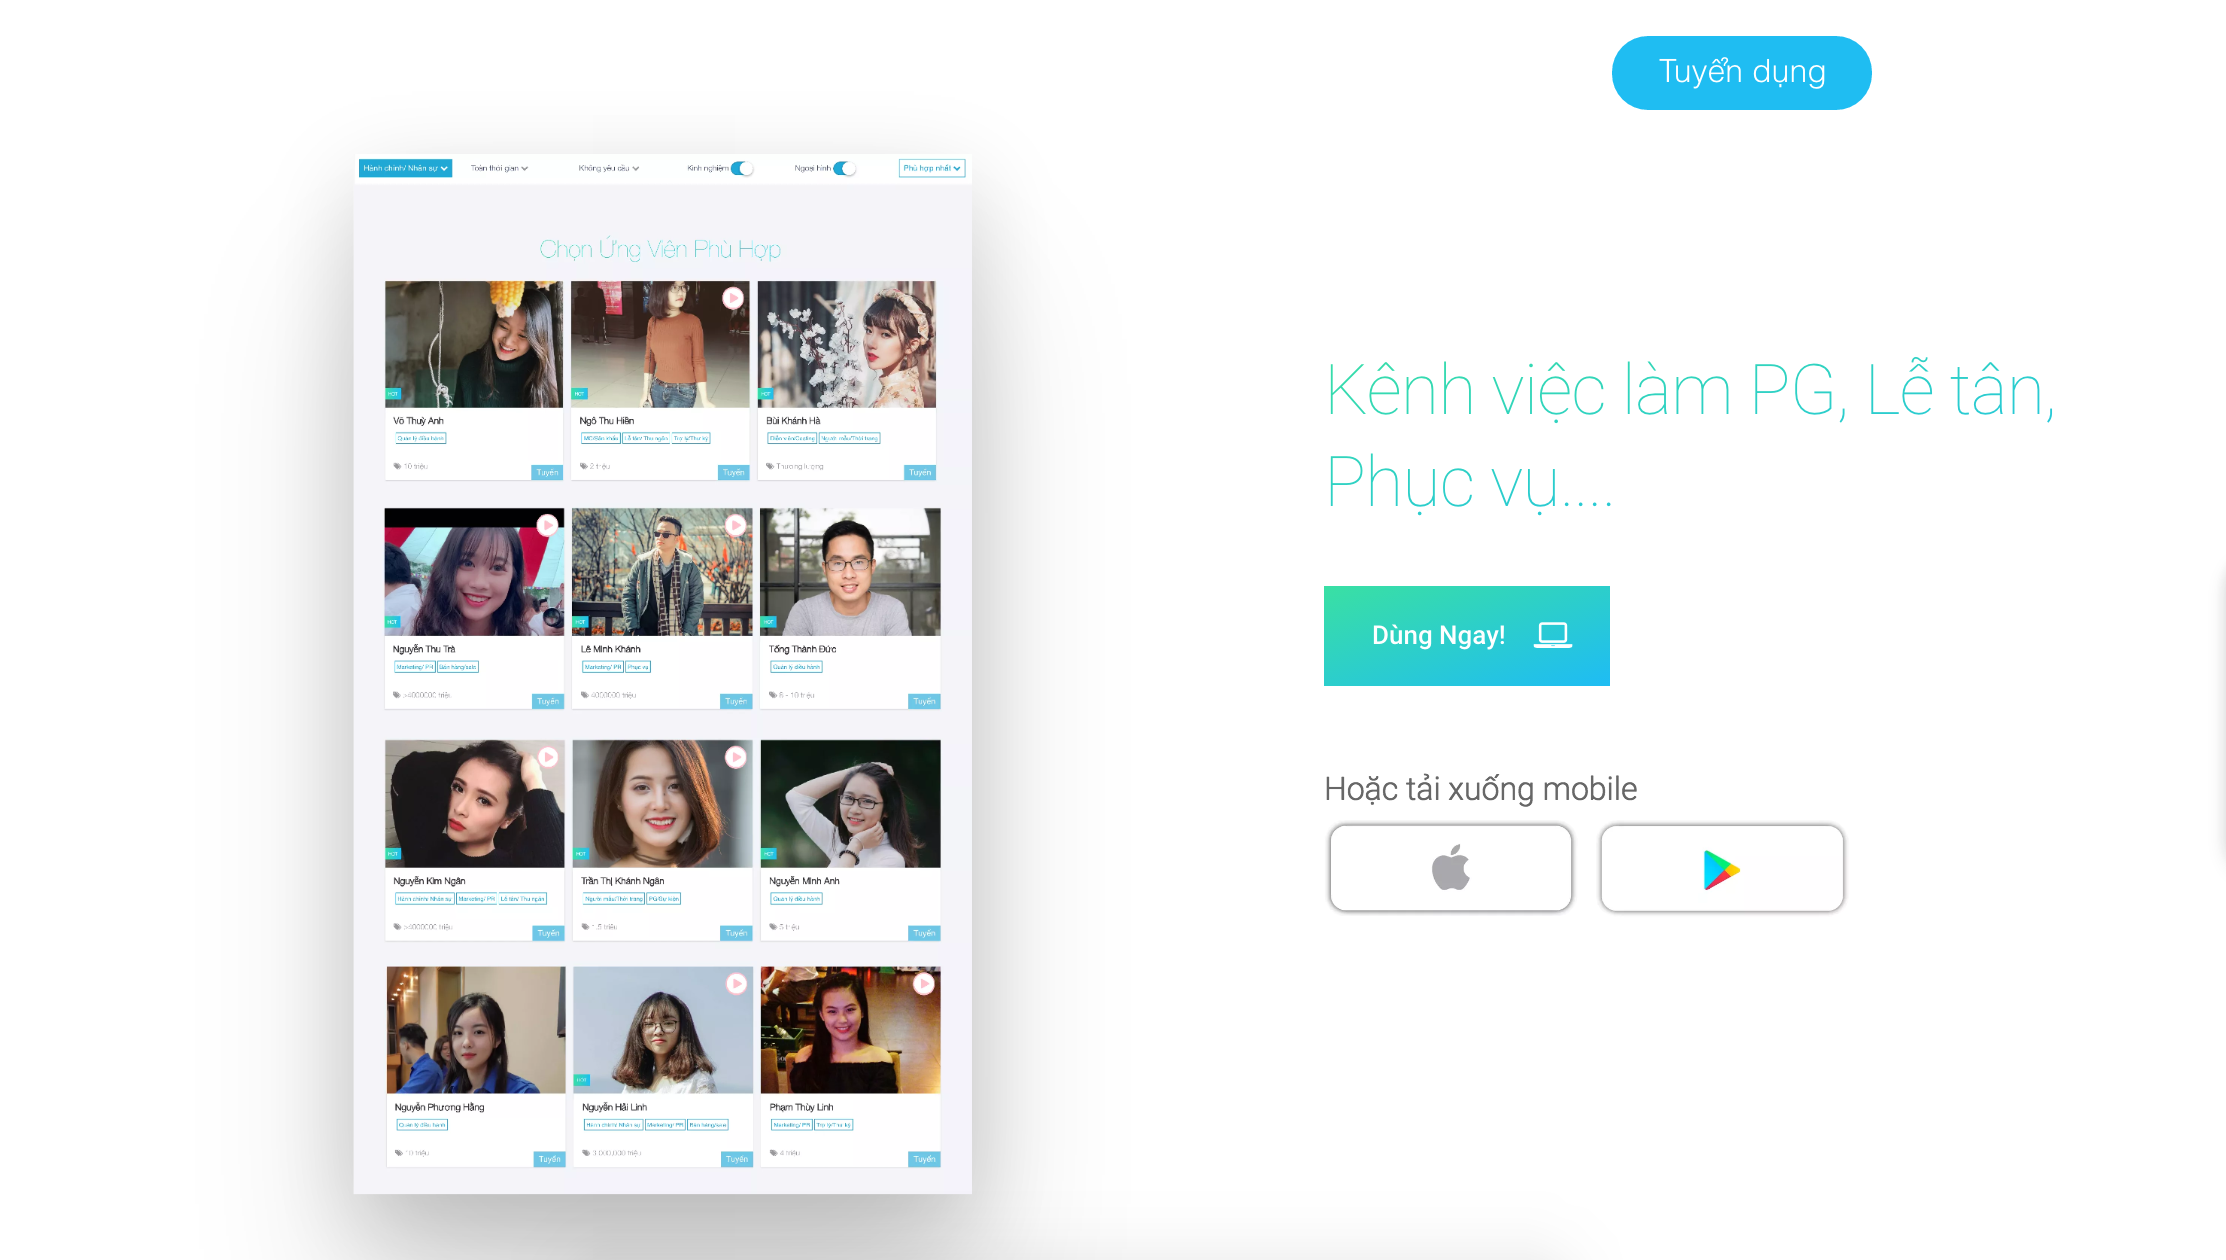 Tuyển dụng
Hành chính/ Nhân sự
Toàn thời gian
Không yêu cầu
Kinh nghiệm
Ngoại hình
Phù hợp nhất
Chọn Ứng Viên Phù Hợp
HOT
HOT
HOT
Võ Thuỳ Anh
Ngô Thu Hiền
Bùi Khánh Hà
Quản lý điều hành
Lễ tân/ Thu ngân
Trợ lý/Thư ký
Người mẫu/Thời trang
10 triệu
2 triệu
Thương lượng
Tuyển
Tuyển
Tuyển
HOT
HOT
HOT
Nguyễn Thu Trà
Lê Minh Khánh
Tống Thành Đức
Marketing/ PR
Bán hàng/sale
Marketing/ PR
Phục vụ
Quản lý điều hành
>4000000 triệu
4000000 triệu
8 - 10 triệu
Tuyển
Tuyển
Tuyển
HOT
HOT
HOT
Nguyễn Kim Ngân
Trần Thị Khánh Ngân
Nguyễn Minh Anh
Hành chính/ Nhân sự
Marketing/ PR
Lễ tân/ Thu ngân
Người mẫu/Thời trang
PG/Sự kiện
Quản lý điều hành
>4000000 triệu
1,5 triệu
5 triệu
Tuyển
Tuyển
Tuyển
HOT
Nguyễn Phương Hằng
Nguyễn Hải Linh
Phạm Thùy Linh
Quản lý điều hành
Hành chính/ Nhân sự
Marketing/ PR
Bán hàng/sale
Marketing/ PR
Trợ lý/Thư ký
10 triệu
3.000.000 triệu
4 triệu
Tuyển
Tuyển
Tuyển
Kênh việc làm PG, Lễ tân,
Phục vụ....
Dùng Ngay!
Hoặc tải xuống mobile